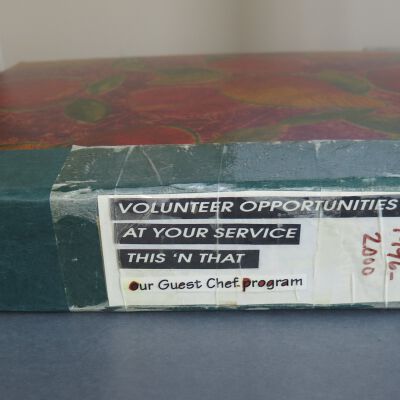 VOLUNTEER OPPORTUNITIES
AT YOUR SERVICE
THIS 'N THAT
our Guest Chef program
1996-
2000